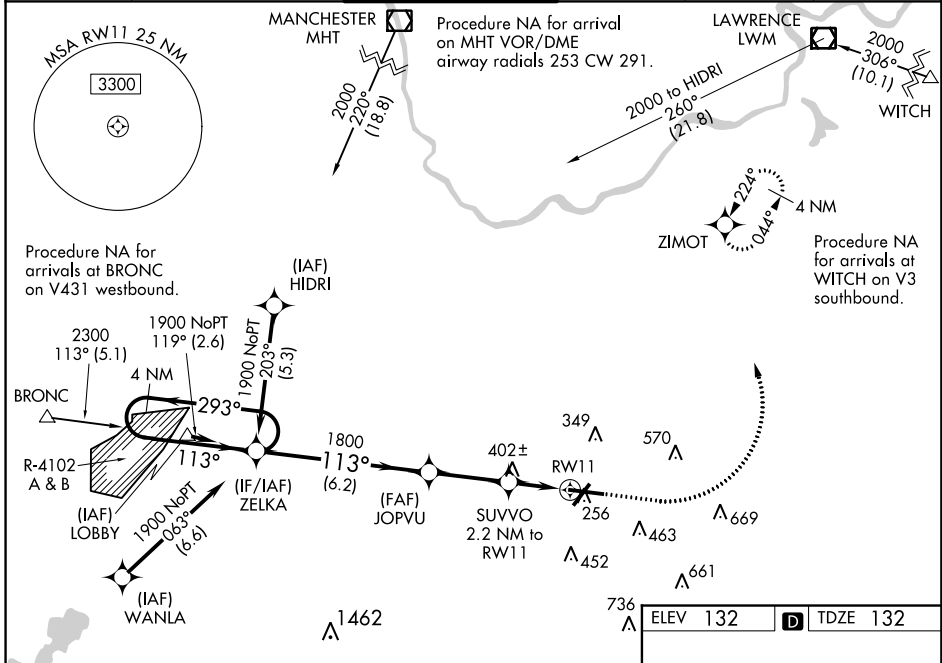 MSA RW11 25 NM
3300
MANCHESTER
MHT
Procedure NA for arrival
on MHT VOR/DME
airway radials 253 CW 291.
LAWRENCE
LWM
2000
306°
(10.1)
WITCH
2000
220°
(18.8)
2000 to HIDRI
260°
(21.8)
224°
044°
4 NM
ZIMOT
Procedure NA
for arrivals at
WITCH on V3
southbound.
Procedure NA for
arrivals at BRONC
on V431 westbound.
(IAF)
HIDRI
1900 NoPT
203°
(5.3)
2300
113° (5.1)
1900 NoPT
119° (2.6)
4 NM
BRONC
293°
113°
R-4102
A & B
(IAF)
LOBBY
(IF/IAF)
ZELKA
1800
113°
(6.2)
(FAF)
JOPVU
402±
SUVVO
2.2 NM to
RW11
349
RW11
256
570
463
669
452
661
1900 NoPT
063°
(6.6)
(IAF)
WANLA
1462
736
ELEV 132
D
TDZE 132